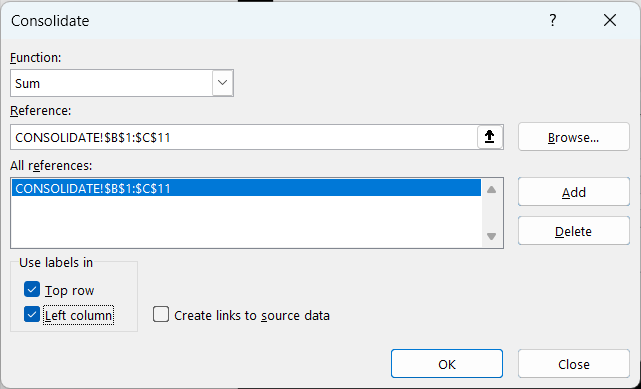 Consolidate
?
Function:
Sum
Reference:
CONSOLIDATE!$B$1:$C$11
Browse...
All references:
CONSOLIDATE!$B$1:$C$11
Add
Delete
Use labels in
Top row
Left column
Create links to source data
OK
Close